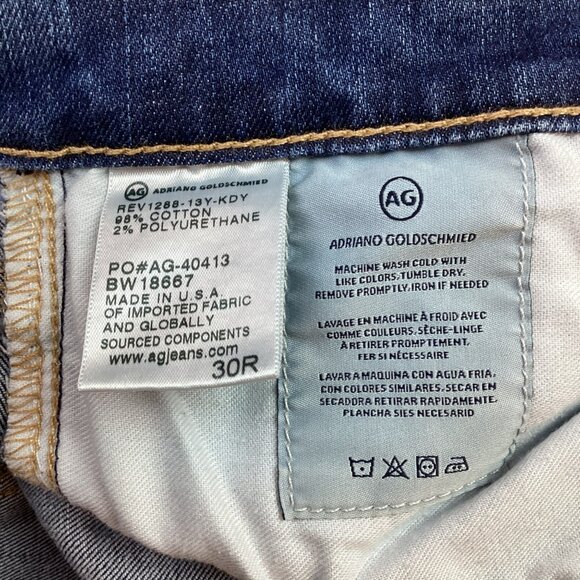 AG ADRIANO GOLDSCHMIED
REV1288-13Y-KDY
98% COTTON
2% POLYURETHANE
PO#AG-40413
BW18667
MADE IN U.S.A.
OF IMPORTED FABRIC
AND GLOBALLY
SOURCED COMPONENTS
www.agjeans.com
30R
AG
ADRIANO GOLDSCHMIED
MACHINE WASH COLD WITH
LIKE COLORS. TUMBLE DRY.
REMOVE PROMPTLY. IRON IF NEEDED
LAVAGE EN MACHINE À FROID AVEC
COMME COULEURS. SÈCHE-LINGE
À RETIRER PROMPTEMENT.
FER SI NÉCESSAIRE
LAVAR A MAQUINA CON AGUA FRIA,
CON COLORES SIMILARES. SECAR EN
SECADORA RETIRAR RAPIDAMENTE.
PLANCHA SIES NECESARIO